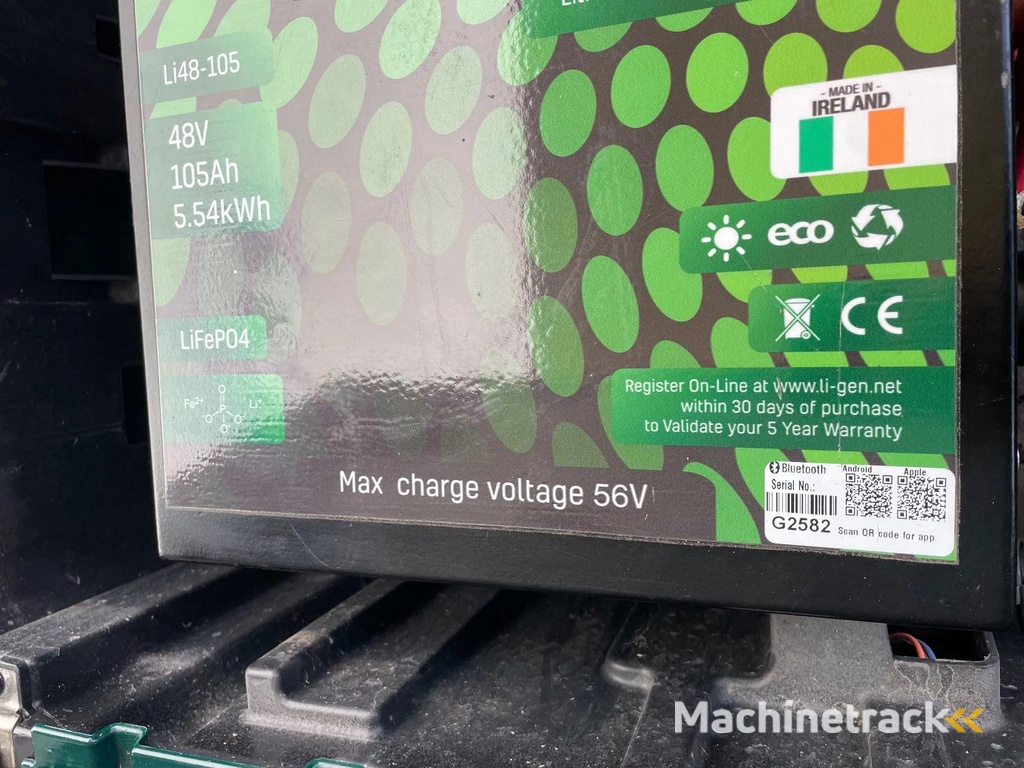 Li48-105
48V
105Ah
5.54kWh
- MADE IN -
IRELAND
eco
CE
LiFePO4
Fe²⁺ P Li⁺
O O O O
Register On-Line at www.li-gen.net
within 30 days of purchase
to Validate your 5 Year Warranty
Max charge voltage 56V
Bluetooth Android Apple
Serial No.:
G2582 Scan QR code for app
Machinetrack